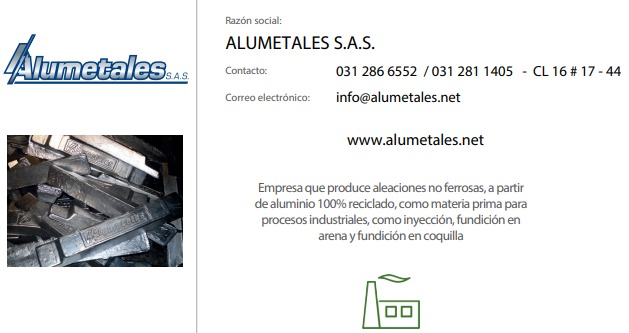 Alumetales S.A.S.
Razón social:
ALUMETALES S.A.S.
Contacto: 031 286 6552 / 031 281 1405 - CL 16 # 17 - 44
Correo electrónico: info@alumetales.net
www.alumetales.net
Empresa que produce aleaciones no ferrosas, a partir
de aluminio 100% reciclado, como materia prima para
procesos industriales, como inyección, fundición en
arena y fundición en coquilla